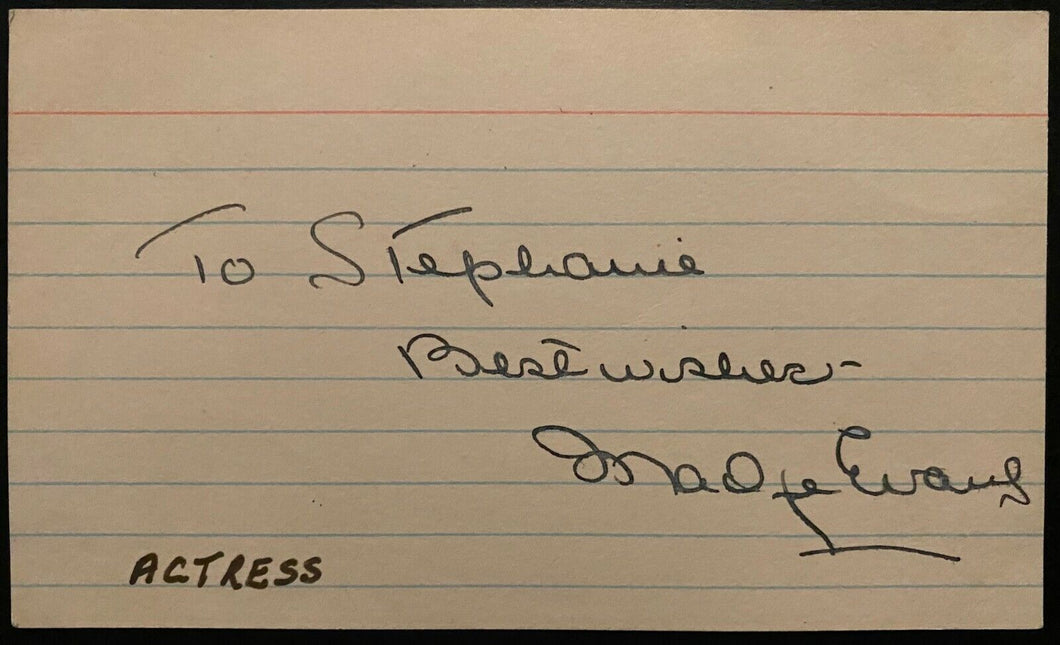 To Stephanie
Best wishes-
Madge Evans
ACTRESS